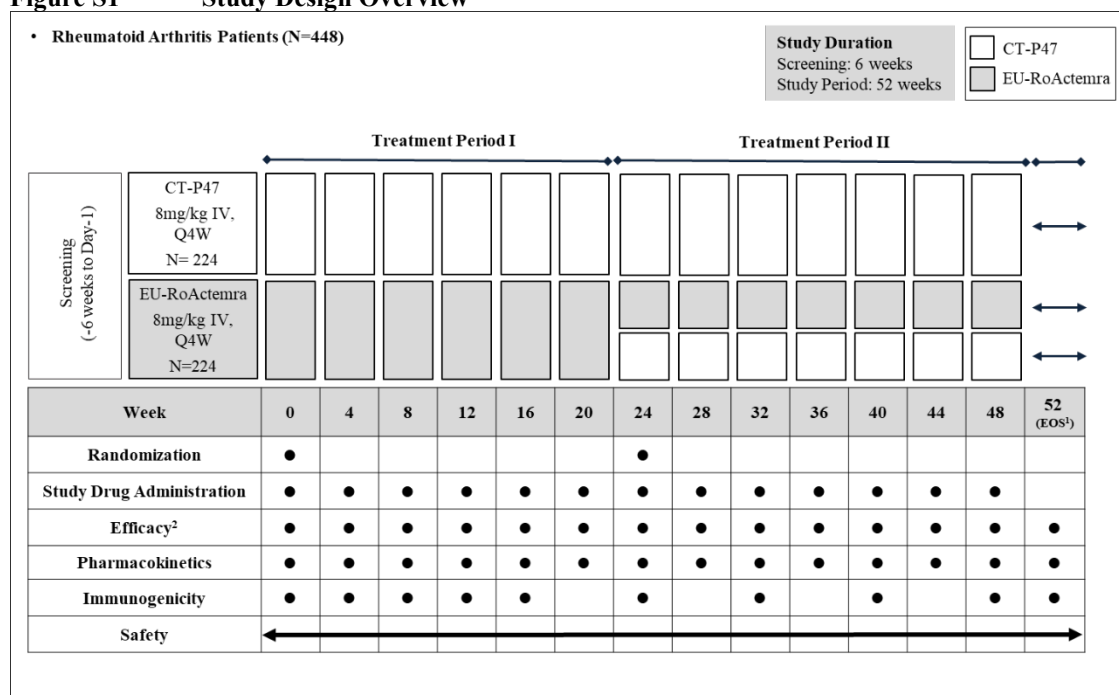 Figure S1 Study Design Overview
• Rheumatoid Arthritis Patients (N=448)
Study Duration
Screening: 6 weeks
Study Period: 52 weeks
CT-P47
EU-RoActemra
Treatment Period I
Treatment Period II
Screening
(-6 weeks to Day-1)
CT-P47
8mg/kg IV,
Q4W
N= 224
EU-RoActemra
8mg/kg IV,
Q4W
N=224
Week 0 4 8 12 16 20 24 28 32 36 40 44 48 52
(EOS¹)
Randomization ● ●
Study Drug Administration ● ● ● ● ● ● ● ● ● ● ● ● ●
Efficacy² ● ● ● ● ● ● ● ● ● ● ● ● ● ●
Pharmacokinetics ● ● ● ● ● ● ● ● ● ● ● ● ● ●
Immunogenicity ● ● ● ● ● ● ● ● ● ●
Safety